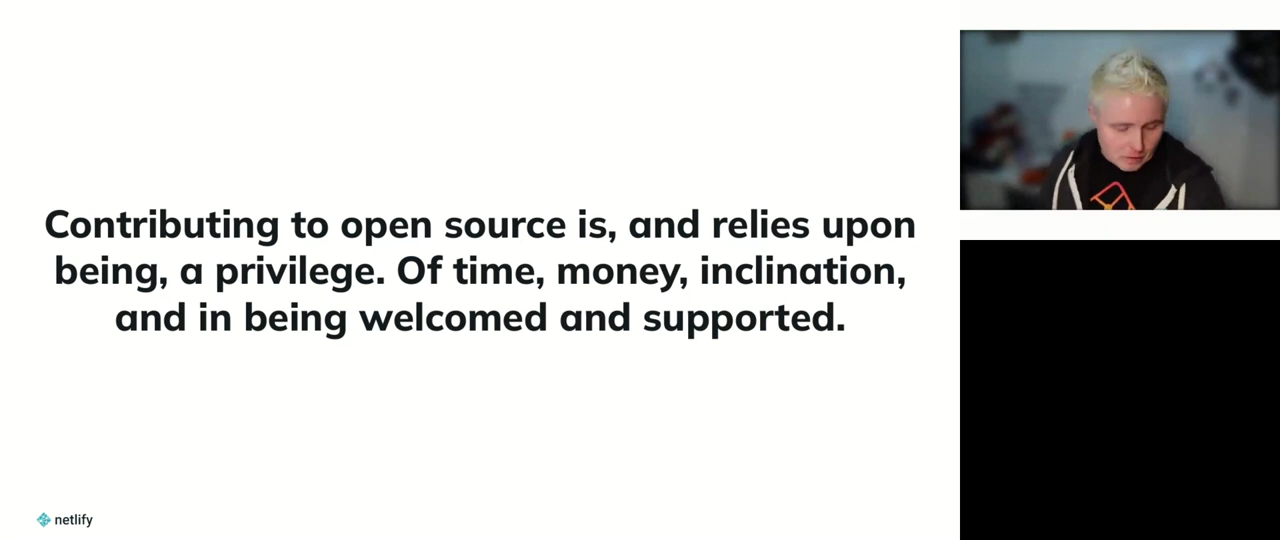 Contributing to open source is, and relies upon
being, a privilege. Of time, money, inclination,
and in being welcomed and supported.
netlify